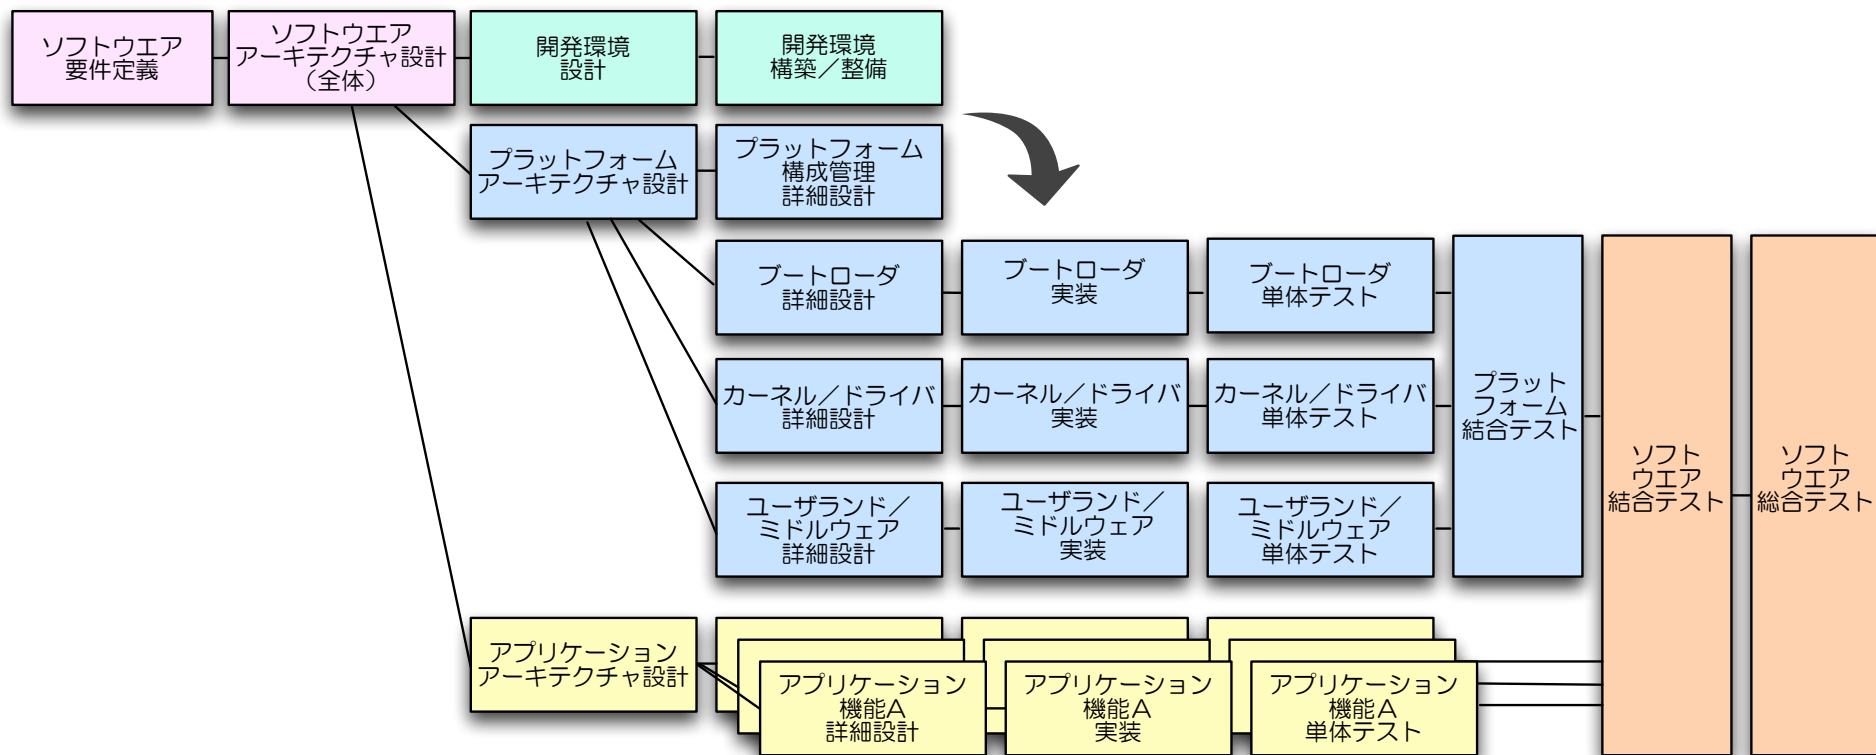 ソフトウエア
要件定義
ソフトウエア
アーキテクチャ設計
（全体）
開発環境
設計
開発環境
構築／整備
プラットフォーム
アーキテクチャ設計
プラットフォーム
構成管理
詳細設計
ブートローダ
詳細設計
ブートローダ
実装
ブートローダ
単体テスト
カーネル／ドライバ
詳細設計
カーネル／ドライバ
実装
カーネル／ドライバ
単体テスト
ユーザランド／
ミドルウェア
詳細設計
ユーザランド／
ミドルウェア
実装
ユーザランド／
ミドルウェア
単体テスト
プラット
フォーム
結合テスト
ソフト
ウエア
結合テスト
ソフト
ウエア
総合テスト
アプリケーション
アーキテクチャ設計
アプリケーション
機能A
詳細設計
アプリケーション
機能A
実装
アプリケーション
機能A
単体テスト